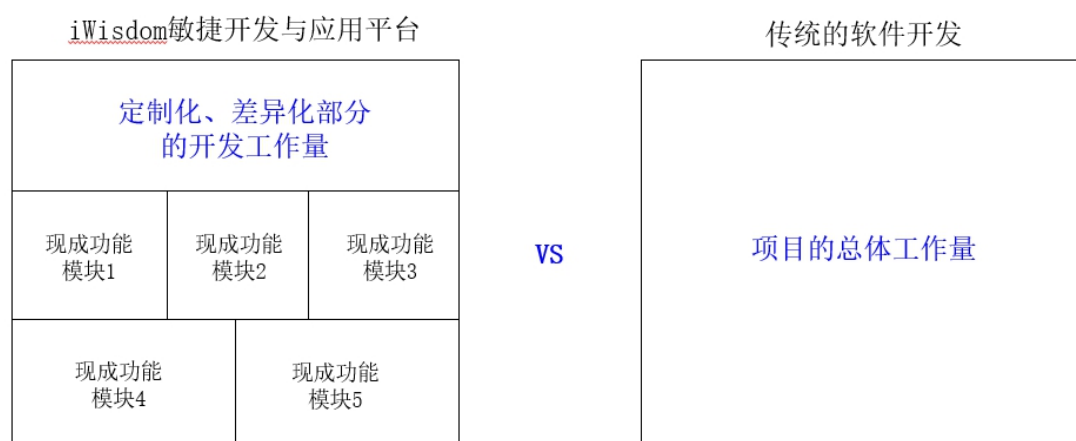 iWisdom敏捷开发与应用平台
传统的软件开发
定制化、差异化部分
的开发工作量
现成功能
模块1
现成功能
模块2
现成功能
模块3
VS
项目的总体工作量
现成功能
模块4
现成功能
模块5